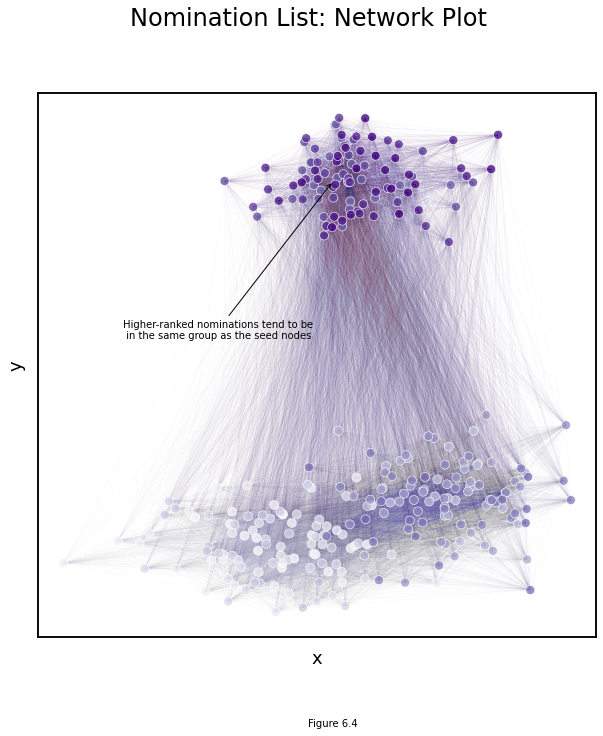 Nomination List: Network Plot
Higher-ranked nominations tend to be
in the same group as the seed nodes
y
x
Figure 6.4